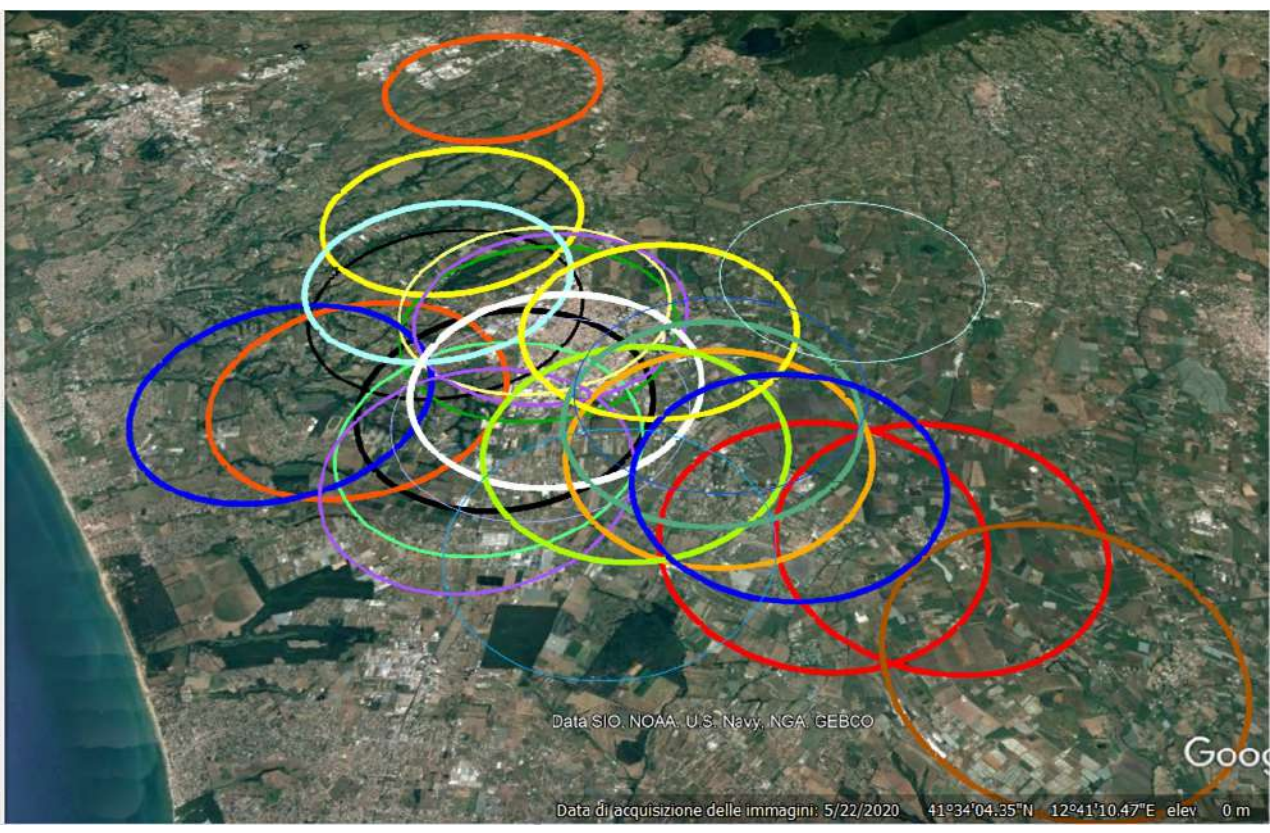 Data SIO, NOAA, U.S. Navy, NGA, GEBCO
Goog
Data di acquisizione delle immagini: 5/22/2020 41°34'04.35"N 12°41'10.47"E elev 0 m